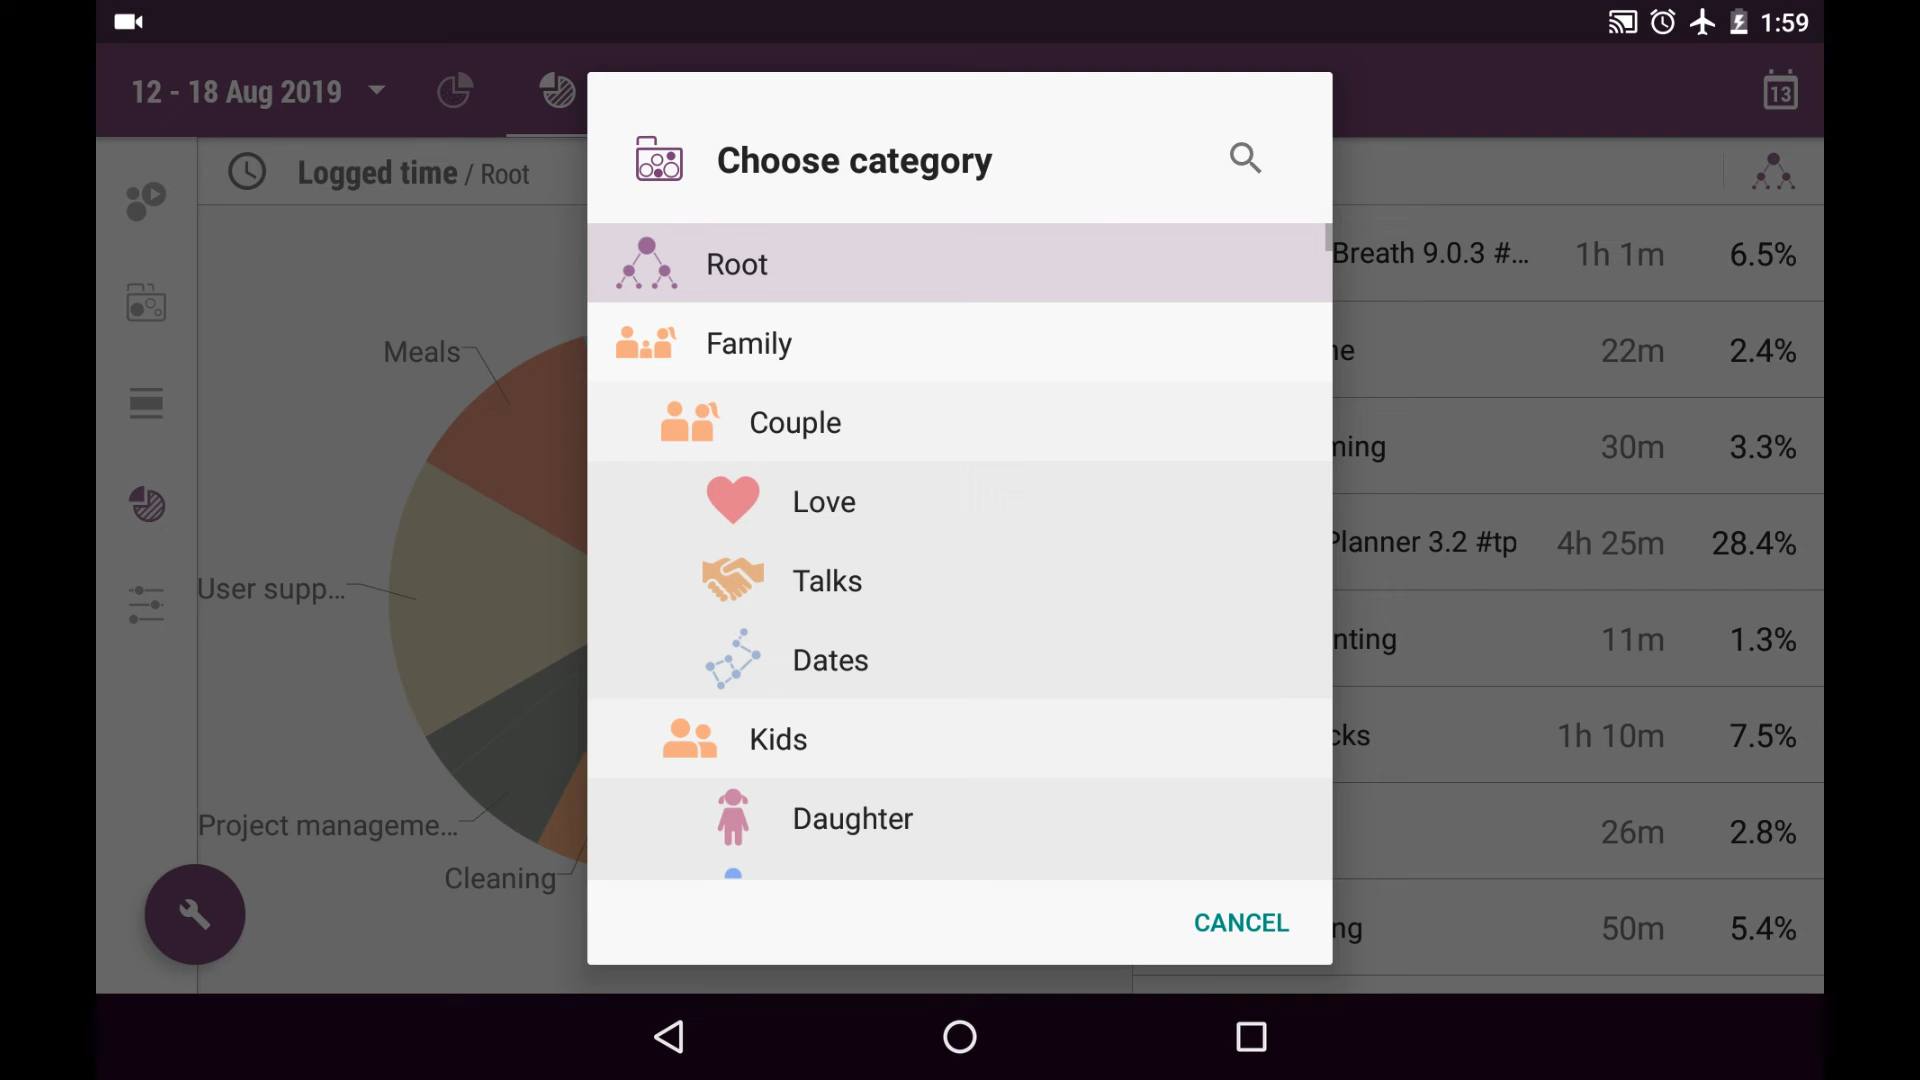 1:59
12 - 18 Aug 2019
13
Choose category
Logged time / Root
Root
Family
Couple
Love
Talks
Dates
Kids
Daughter
CANCEL
Meals
User supp...
Project manageme...
Cleaning
Breath 9.0.3 #... 1h 1m 6.5%
ne 22m 2.4%
ming 30m 3.3%
Planner 3.2 #tp 4h 25m 28.4%
nting 11m 1.3%
cks 1h 10m 7.5%
26m 2.8%
ng 50m 5.4%